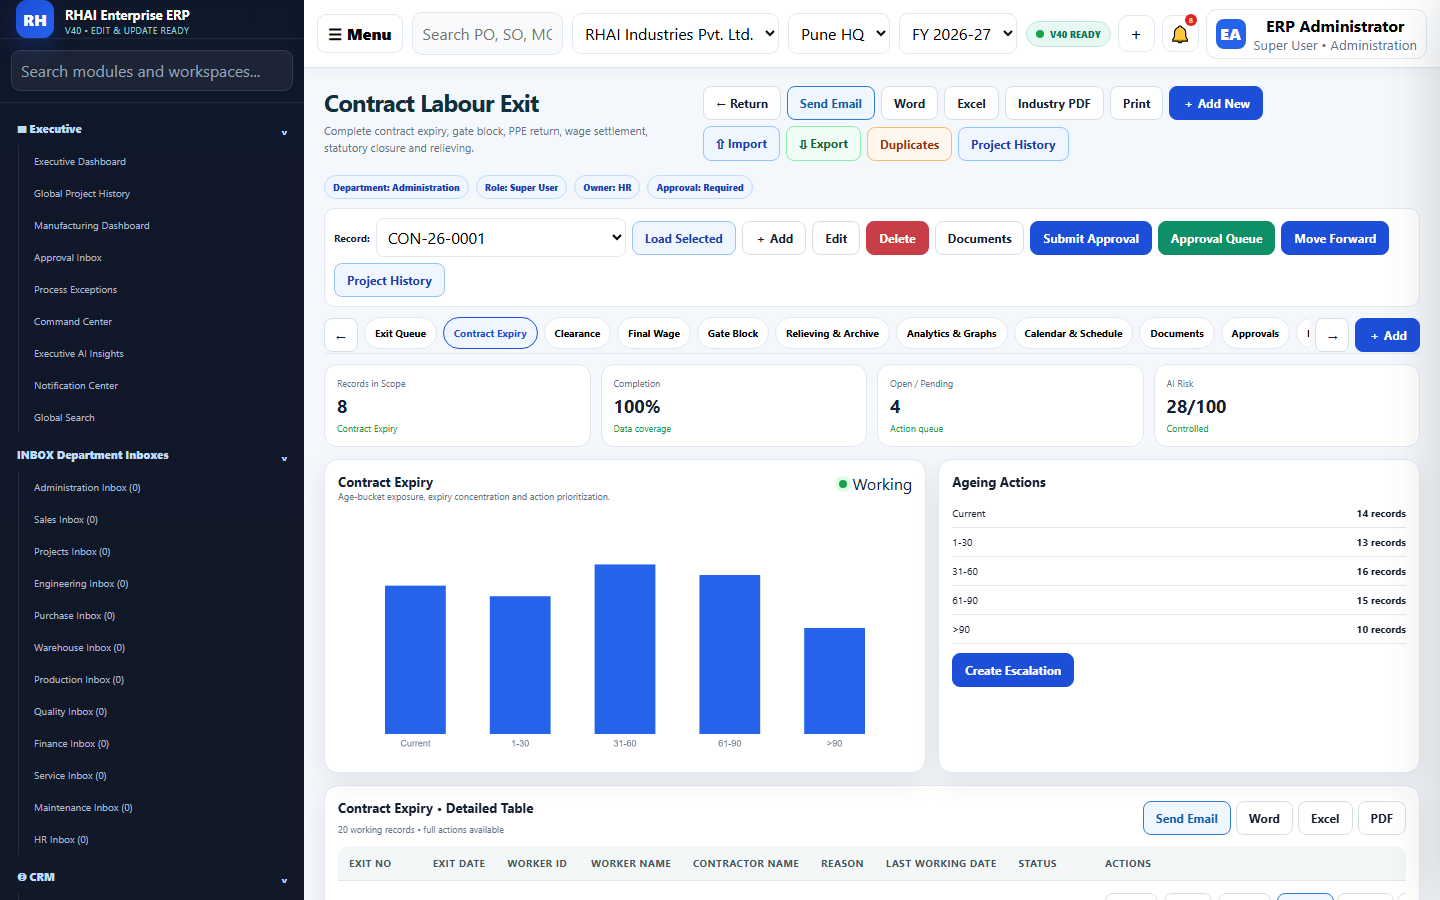 RH
RHAI Enterprise ERP
V40 • EDIT & UPDATE READY
Search modules and workspaces...
Executive
Executive Dashboard
Global Project History
Manufacturing Dashboard
Approval Inbox
Process Exceptions
Command Center
Executive AI Insights
Notification Center
Global Search
INBOX Department Inboxes
Administration Inbox (0)
Sales Inbox (0)
Projects Inbox (0)
Engineering Inbox (0)
Purchase Inbox (0)
Warehouse Inbox (0)
Production Inbox (0)
Quality Inbox (0)
Finance Inbox (0)
Service Inbox (0)
Maintenance Inbox (0)
HR Inbox (0)
CRM
☰ Menu
Search PO, SO, MO
RHAI Industries Pvt. Ltd.
Pune HQ
FY 2026-27
V40 READY
+
8
EA
ERP Administrator
Super User • Administration
Contract Labour Exit
Complete contract expiry, gate block, PPE return, wage settlement,
statutory closure and relieving.
← Return
Send Email
Word
Excel
Industry PDF
Print
+ Add New
⇧ Import
⇩ Export
Duplicates
Project History
Department: Administration
Role: Super User
Owner: HR
Approval: Required
Record:
CON-26-0001
Load Selected
+ Add
Edit
Delete
Documents
Submit Approval
Approval Queue
Move Forward
Project History
←
Exit Queue
Contract Expiry
Clearance
Final Wage
Gate Block
Relieving & Archive
Analytics & Graphs
Calendar & Schedule
Documents
Approvals
→
+ Add
Records in Scope
8
Contract Expiry
Completion
100%
Data coverage
Open / Pending
4
Action queue
AI Risk
28/100
Controlled
Contract Expiry
Age-bucket exposure, expiry concentration and action prioritization.
Working
Current
1-30
31-60
61-90
>90
Ageing Actions
Current 14 records
1-30 13 records
31-60 16 records
61-90 15 records
>90 10 records
Create Escalation
Contract Expiry • Detailed Table
20 working records • full actions available
Send Email
Word
Excel
PDF
EXIT NO EXIT DATE WORKER ID WORKER NAME CONTRACTOR NAME REASON LAST WORKING DATE STATUS ACTIONS